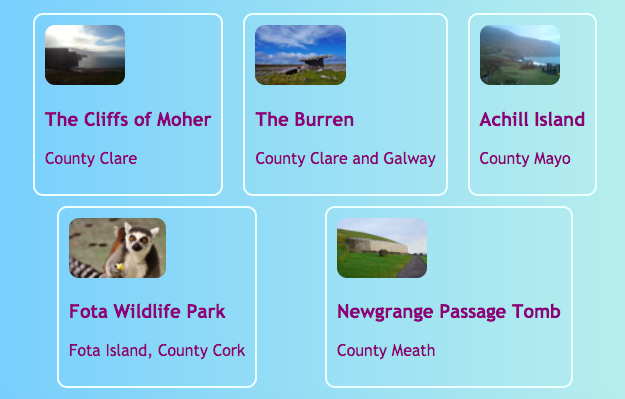 The Cliffs of Moher
County Clare
The Burren
County Clare and Galway
Achill Island
County Mayo
Fota Wildlife Park
Fota Island, County Cork
Newgrange Passage Tomb
County Meath